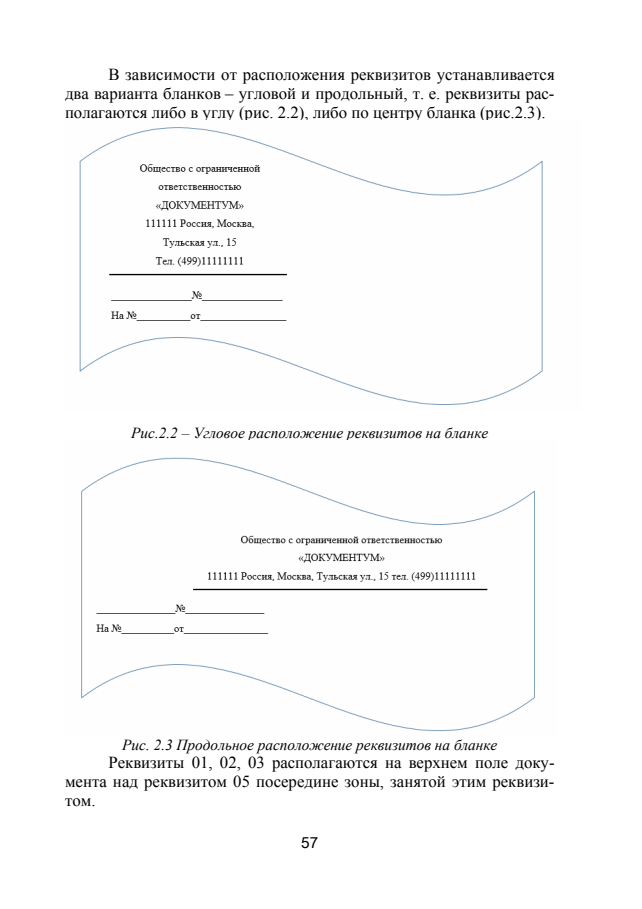 В зависимости от расположения реквизитов устанавливается
два варианта бланков – угловой и продольный, т. е. реквизиты рас-
полагаются либо в углу (рис. 2.2), либо по центру бланка (рис.2.3).
Общество с ограниченной
ответственностью
«ДОКУМЕНТУМ»
111111 Россия, Москва,
Тульская ул., 15
Тел. (499)11111111
_______________№_______________
На №__________от________________
Рис.2.2 – Угловое расположение реквизитов на бланке
Общество с ограниченной ответственностью
«ДОКУМЕНТУМ»
111111 Россия, Москва, Тульская ул., 15 тел. (499)11111111
_______________№_______________
На №__________от________________
Рис. 2.3 Продольное расположение реквизитов на бланке
Реквизиты 01, 02, 03 располагаются на верхнем поле доку-
мента над реквизитом 05 посередине зоны, занятой этим реквизи-
том.
57